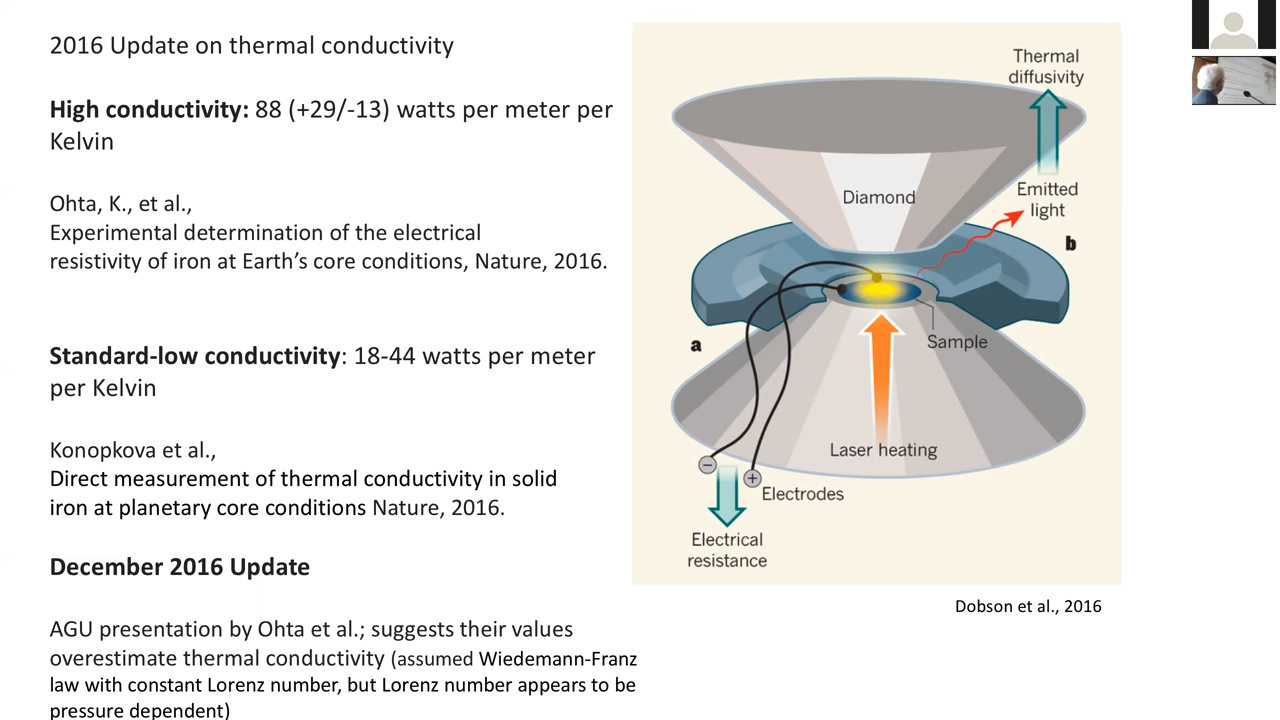 2016 Update on thermal conductivity
High conductivity: 88 (+29/-13) watts per meter per
Kelvin
Ohta, K., et al.,
Experimental determination of the electrical
resistivity of iron at Earth’s core conditions, Nature, 2016.
Standard-low conductivity: 18-44 watts per meter
per Kelvin
Konopkova et al.,
Direct measurement of thermal conductivity in solid
iron at planetary core conditions Nature, 2016.
December 2016 Update
AGU presentation by Ohta et al.; suggests their values
overestimate thermal conductivity (assumed Wiedemann-Franz
law with constant Lorenz number, but Lorenz number appears to be
pressure dependent)
Thermal
diffusivity
Diamond
Emitted
light
b
a
Sample
Laser heating
−
+
Electrodes
Electrical
resistance
Dobson et al., 2016